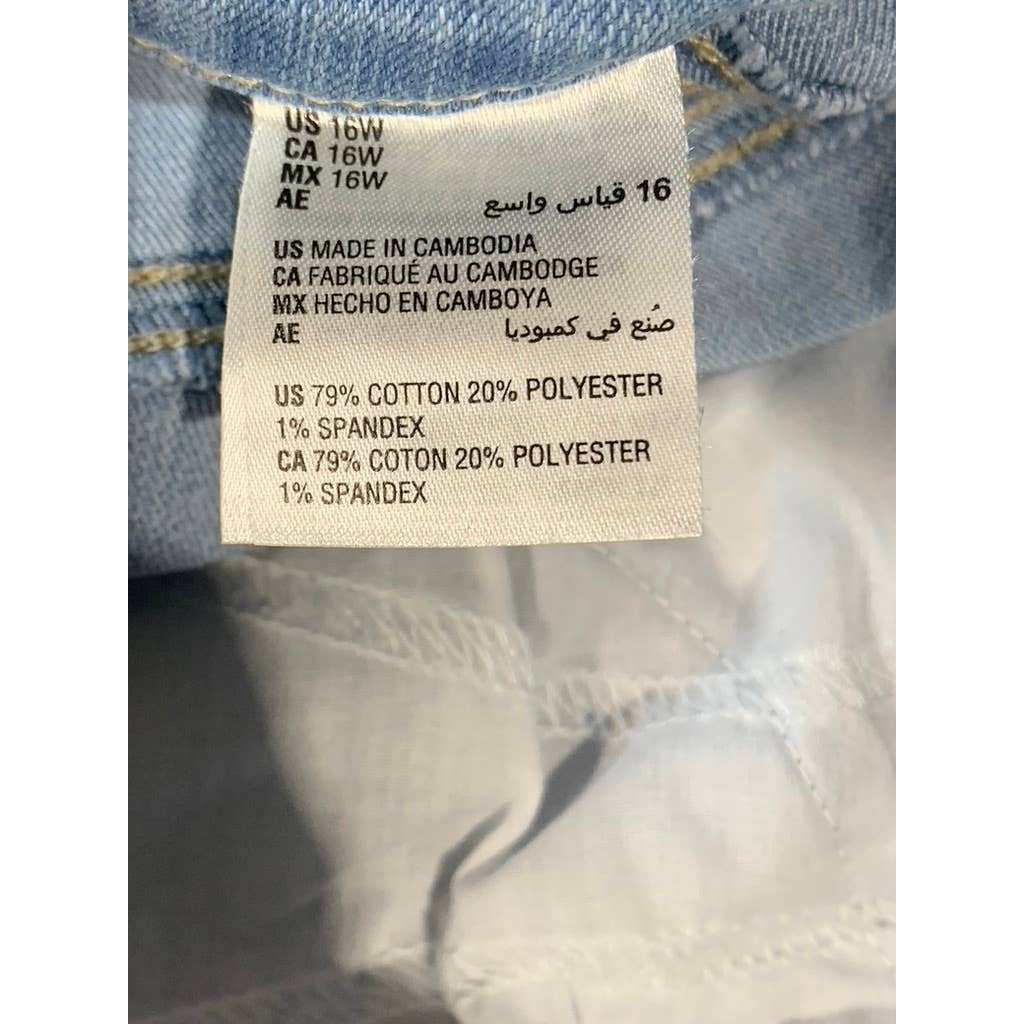 US 16W
CA 16W
MX 16W
AE 16 قياس واسع
US MADE IN CAMBODIA
CA FABRIQUÉ AU CAMBODGE
MX HECHO EN CAMBOYA
AE صُنع في كمبوديا
US 79% COTTON 20% POLYESTER
1% SPANDEX
CA 79% COTON 20% POLYESTER
1% SPANDEX